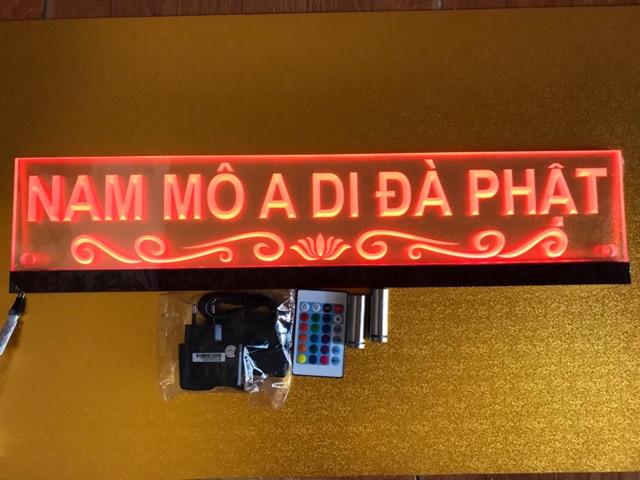 NAM MÔ A DI ĐÀ PHẬT